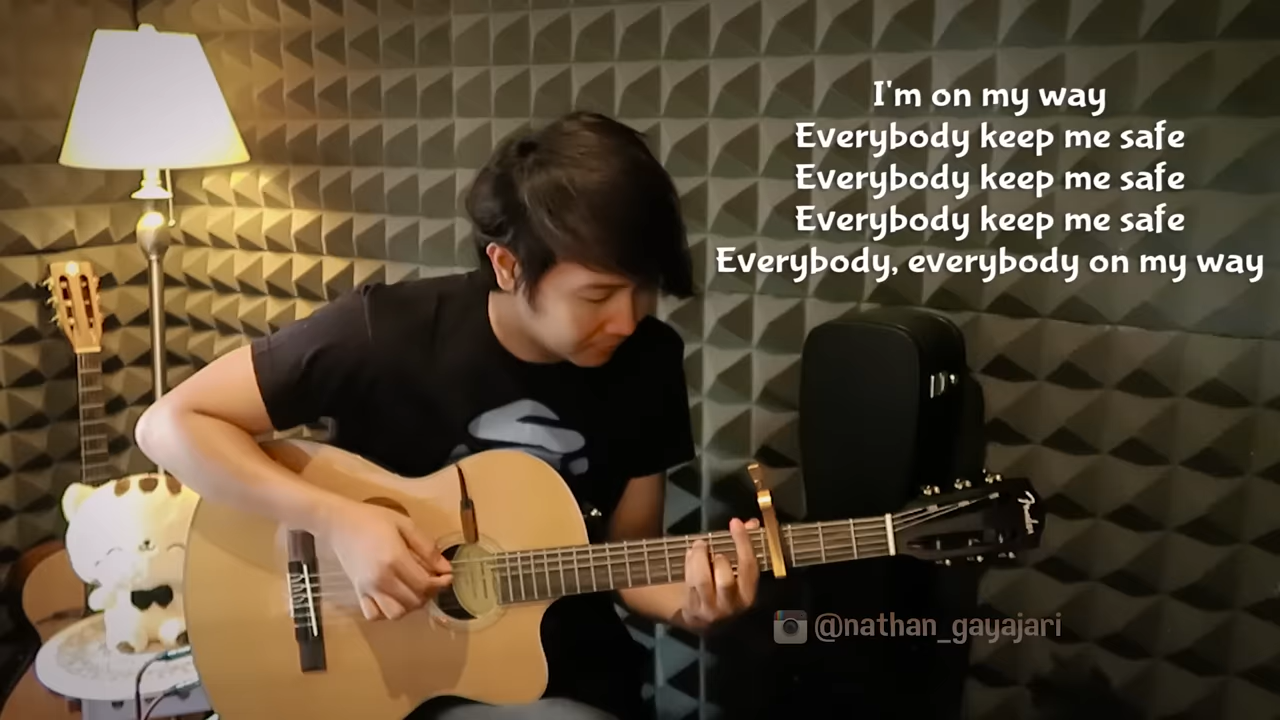 I'm on my way
Everybody keep me safe
Everybody keep me safe
Everybody keep me safe
Everybody, everybody on my way
Fender
@nathan_gayajari